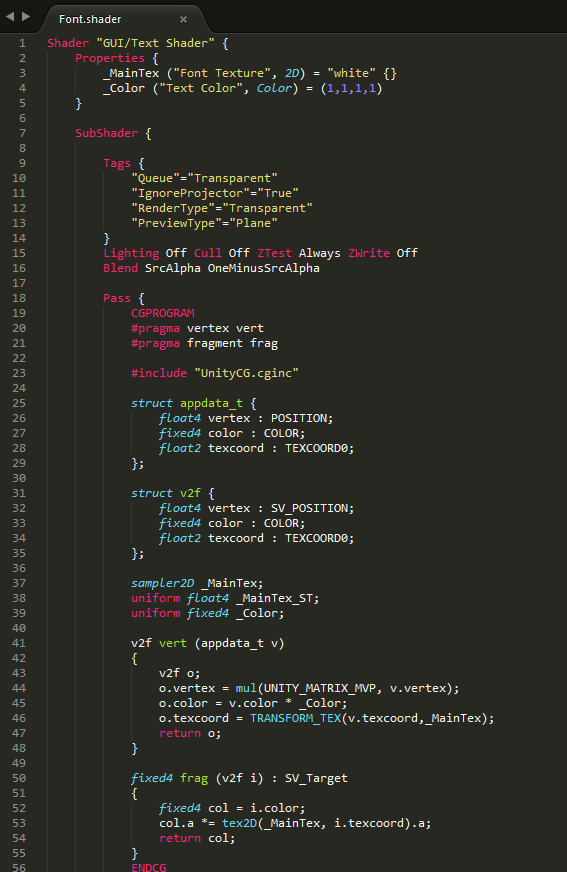 Font.shader ×
1 Shader "GUI/Text Shader" {
2 Properties {
3 _MainTex ("Font Texture", 2D) = "white" {}
4 _Color ("Text Color", Color) = (1,1,1,1)
5 }
6
7 SubShader {
8
9 Tags {
10 "Queue"="Transparent"
11 "IgnoreProjector"="True"
12 "RenderType"="Transparent"
13 "PreviewType"="Plane"
14 }
15 Lighting Off Cull Off ZTest Always ZWrite Off
16 Blend SrcAlpha OneMinusSrcAlpha
17
18 Pass {
19 CGPROGRAM
20 #pragma vertex vert
21 #pragma fragment frag
22
23 #include "UnityCG.cginc"
24
25 struct appdata_t {
26 float4 vertex : POSITION;
27 fixed4 color : COLOR;
28 float2 texcoord : TEXCOORD0;
29 };
30
31 struct v2f {
32 float4 vertex : SV_POSITION;
33 fixed4 color : COLOR;
34 float2 texcoord : TEXCOORD0;
35 };
36
37 sampler2D _MainTex;
38 uniform float4 _MainTex_ST;
39 uniform fixed4 _Color;
40
41 v2f vert (appdata_t v)
42 {
43 v2f o;
44 o.vertex = mul(UNITY_MATRIX_MVP, v.vertex);
45 o.color = v.color * _Color;
46 o.texcoord = TRANSFORM_TEX(v.texcoord,_MainTex);
47 return o;
48 }
49
50 fixed4 frag (v2f i) : SV_Target
51 {
52 fixed4 col = i.color;
53 col.a *= tex2D(_MainTex, i.texcoord).a;
54 return col;
55 }
56 ENDCG